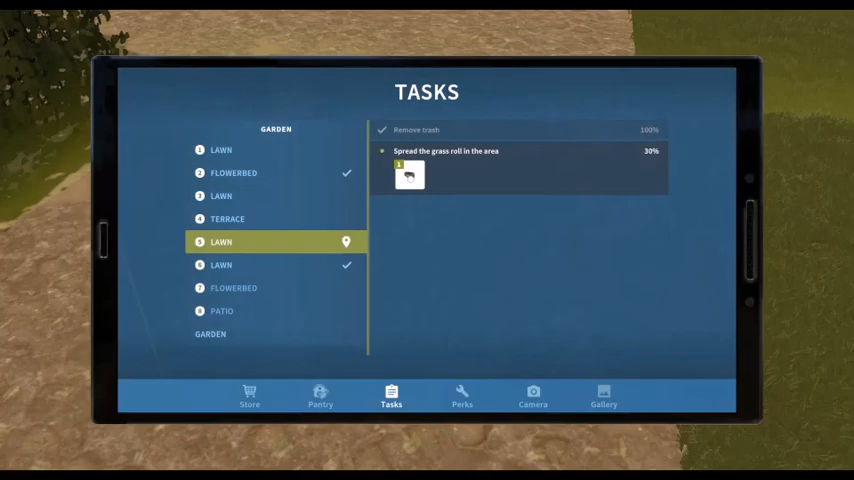 TASKS
GARDEN
1 LAWN
2 FLOWERBED
3 LAWN
4 TERRACE
5 LAWN
6 LAWN
7 FLOWERBED
8 PATIO
GARDEN
Remove trash 100%
Spread the grass roll in the area 30%
1
Store Pantry Tasks Perks Camera Gallery